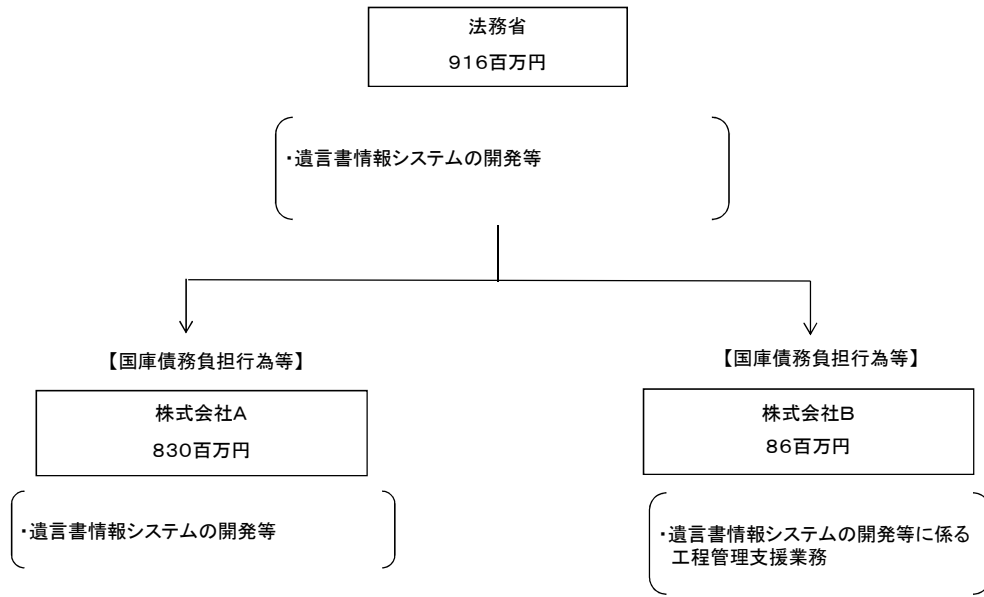 法務省
916百万円
・遺言書情報システムの開発等
【国庫債務負担行為等】
株式会社A
830百万円
・遺言書情報システムの開発等
【国庫債務負担行為等】
株式会社B
86百万円
・遺言書情報システムの開発等に係る
工程管理支援業務